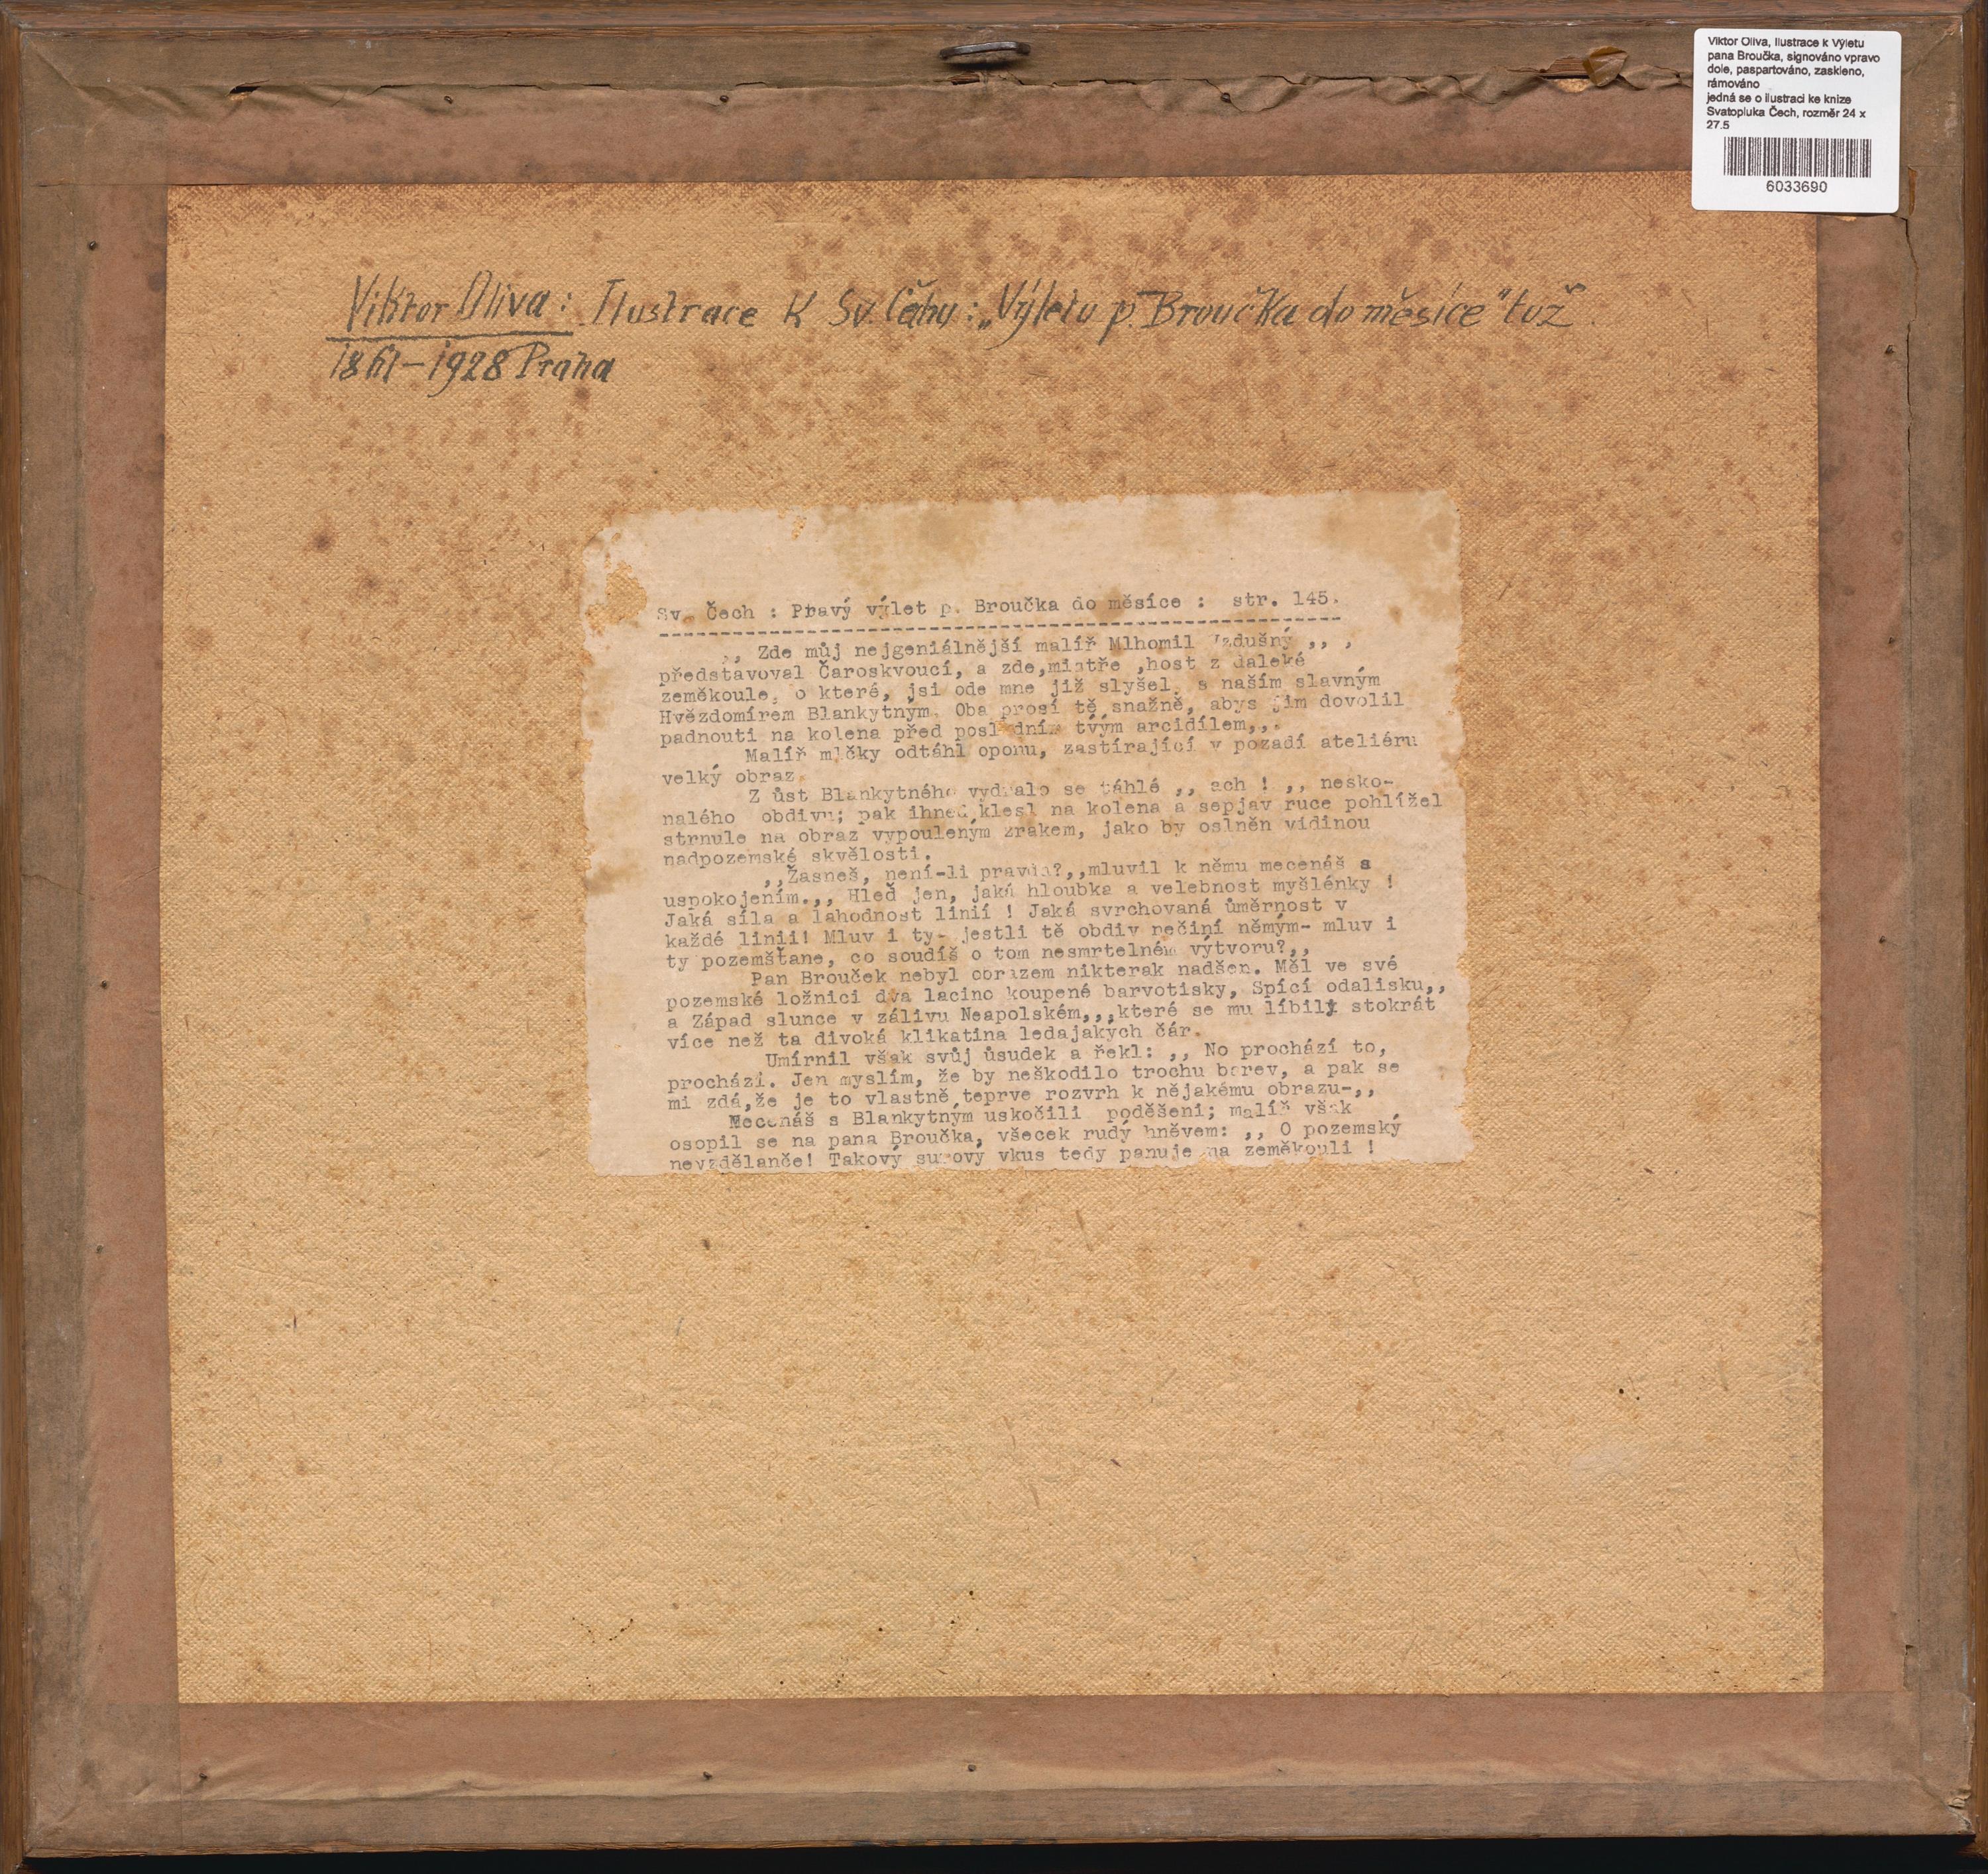 Viktor Oliva, Ilustrace k Výletu
pana Broučka, signováno vpravo
dole, paspartováno, zaskleno,
rámováno
jedná se o ilustraci ke knize
Svatopluka Čech, rozměr 24 x
27.5
6033690
Viktor Oliva: Ilustrace K Sv. Čěhu: „Výletu p. Broučka do měsíce" tuž.
1861-1928 Praha
Sv. Čech : Pravý výlet p. Broučka do měsíce : str. 145.
,, Zde můj nejgeniálnější malíř Mlhomil Vzdušný ,, ,
představoval Čaroskvoucí, a zde,mistře ,host z daleké
zeměkoule, o které, jsi ode mne již slyšel, s naším slavným
Hvězdomírem Blankytným. Oba prosí tě snažně, abys jim dovolil
padnouti na kolena před posledním tvým arcidílem,,.
Malíř mlčky odtáhl oponu, zastírající v pozadí ateliéru
velký obraz.
Z úst Blankytného vydralo se táhlé ,, ach ! ,, nesko-
nalého obdivu; pak ihned klesl na kolena a sepjav ruce pohlížel
strnule na obraz vypouleným zrakem, jako by oslněn vidinou
nadpozemské skvělosti.
,,Žasneš, není-li pravda?,,mluvil k němu mecenáš s
uspokojením.,, Hleď jen, jaká hloubka a velebnost myšlénky !
Jaká síla a lahodnost linií ! Jaká svrchovaná ůměrnost v
každé linii! Mluv i ty- jestli tě obdiv nečiní němým- mluv i
ty pozemšťane, co soudíš o tom nesmrtelném výtvoru?,,
Pan Brouček nebyl obrazem nikterak nadšen. Měl ve své
pozemské ložnici dva lacino koupené barvotisky, Spící odalisku,,
a Západ slunce v zálivu Neapolském,,,které se mu líbily stokrát
více než ta divoká klikatina ledajakých čár.
Umírnil však svůj ůsudek a řekl: ,, No prochází to,
prochází. Jen myslím, že by neškodilo trochu barev, a pak se
mi zdá,že je to vlastně teprve rozvrh k nějakému obrazu-,,
Mecenáš s Blankytným uskočili poděšeni; malíř však
osopil se na pana Broučka, všecek rudý hněvem: ,, O pozemský
nevzdělanče! Takový surový vkus tedy panuje na zeměkouli !